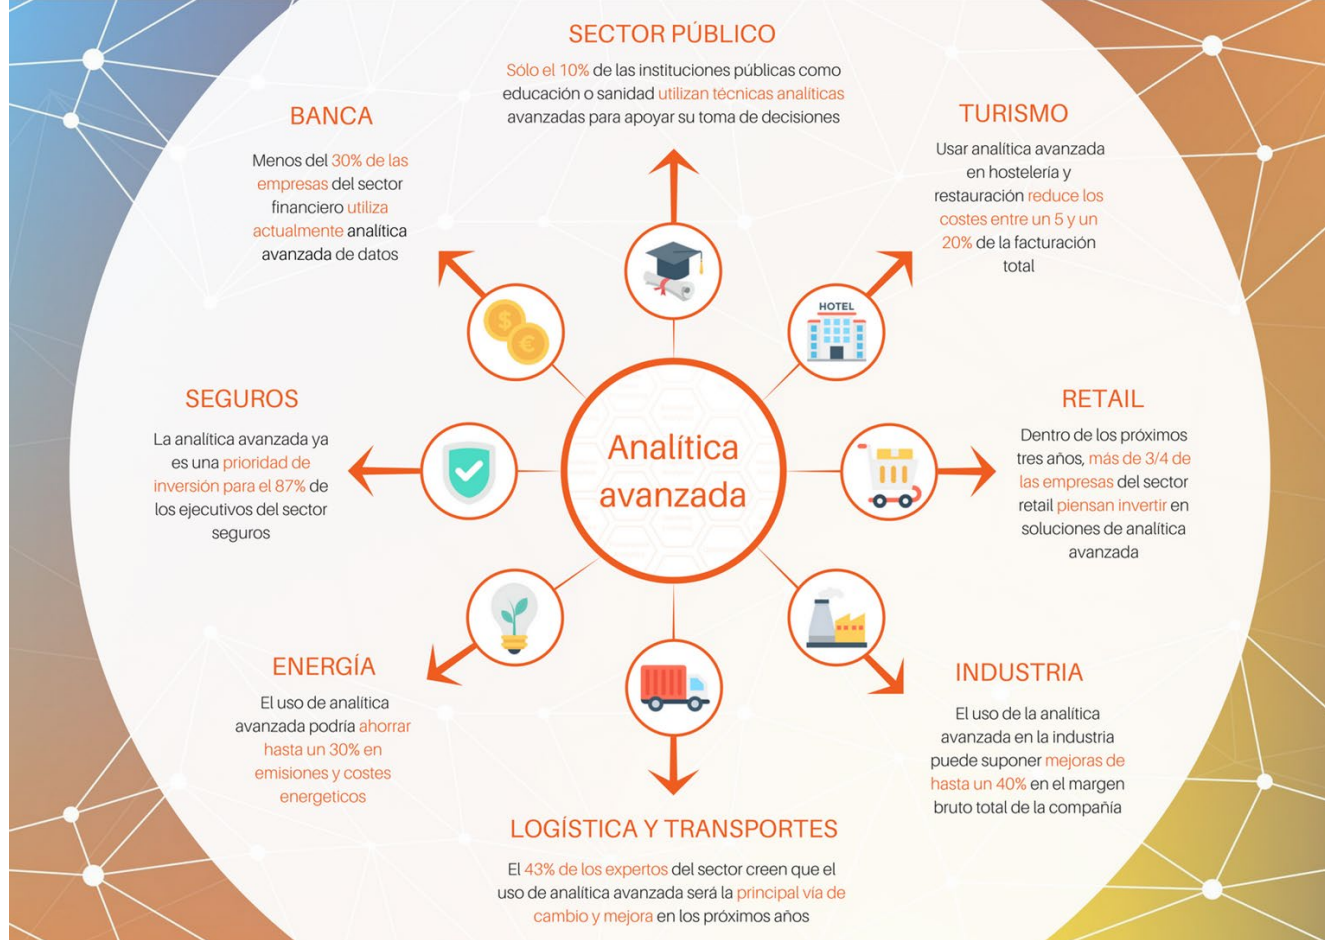 SECTOR PÚBLICO
Sólo el 10% de las instituciones públicas como
educación o sanidad utilizan técnicas analíticas
avanzadas para apoyar su toma de decisiones
BANCA
Menos del 30% de las
empresas del sector
financiero utiliza
actualmente analítica
avanzada de datos
TURISMO
Usar analítica avanzada
en hostelería y
restauración reduce los
costes entre un 5 y un
20% de la facturación
total
HOTEL
$
€
SEGUROS
La analítica avanzada ya
es una prioridad de
inversión para el 87% de
los ejecutivos del sector
seguros
Analítica
avanzada
RETAIL
Dentro de los próximos
tres años, más de 3/4 de
las empresas del sector
retail piensan invertir en
soluciones de analítica
avanzada
ENERGÍA
El uso de analítica
avanzada podría ahorrar
hasta un 30% en
emisiones y costes
energeticos
INDUSTRIA
El uso de la analítica
avanzada en la industria
puede suponer mejoras de
hasta un 40% en el margen
bruto total de la compañía
LOGÍSTICA Y TRANSPORTES
El 43% de los expertos del sector creen que el
uso de analítica avanzada será la principal vía de
cambio y mejora en los próximos años